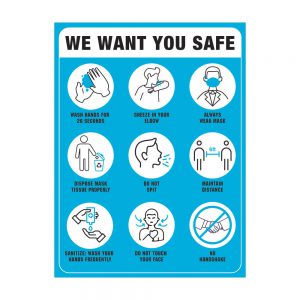 WE WANT YOU SAFE
WASH HANDS FOR
20 SECONDS
SNEEZE IN YOUR
ELBOW
ALWAYS
WEAR MASK
6ft
DISPOSE MASK
TISSUE PROPERLY
DO NOT
SPIT
MAINTAIN
DISTANCE
SANITIZE/WASH YOUR
HANDS FREQUENTLY
DO NOT TOUCH
YOUR FACE
NO
HANDSHAKE